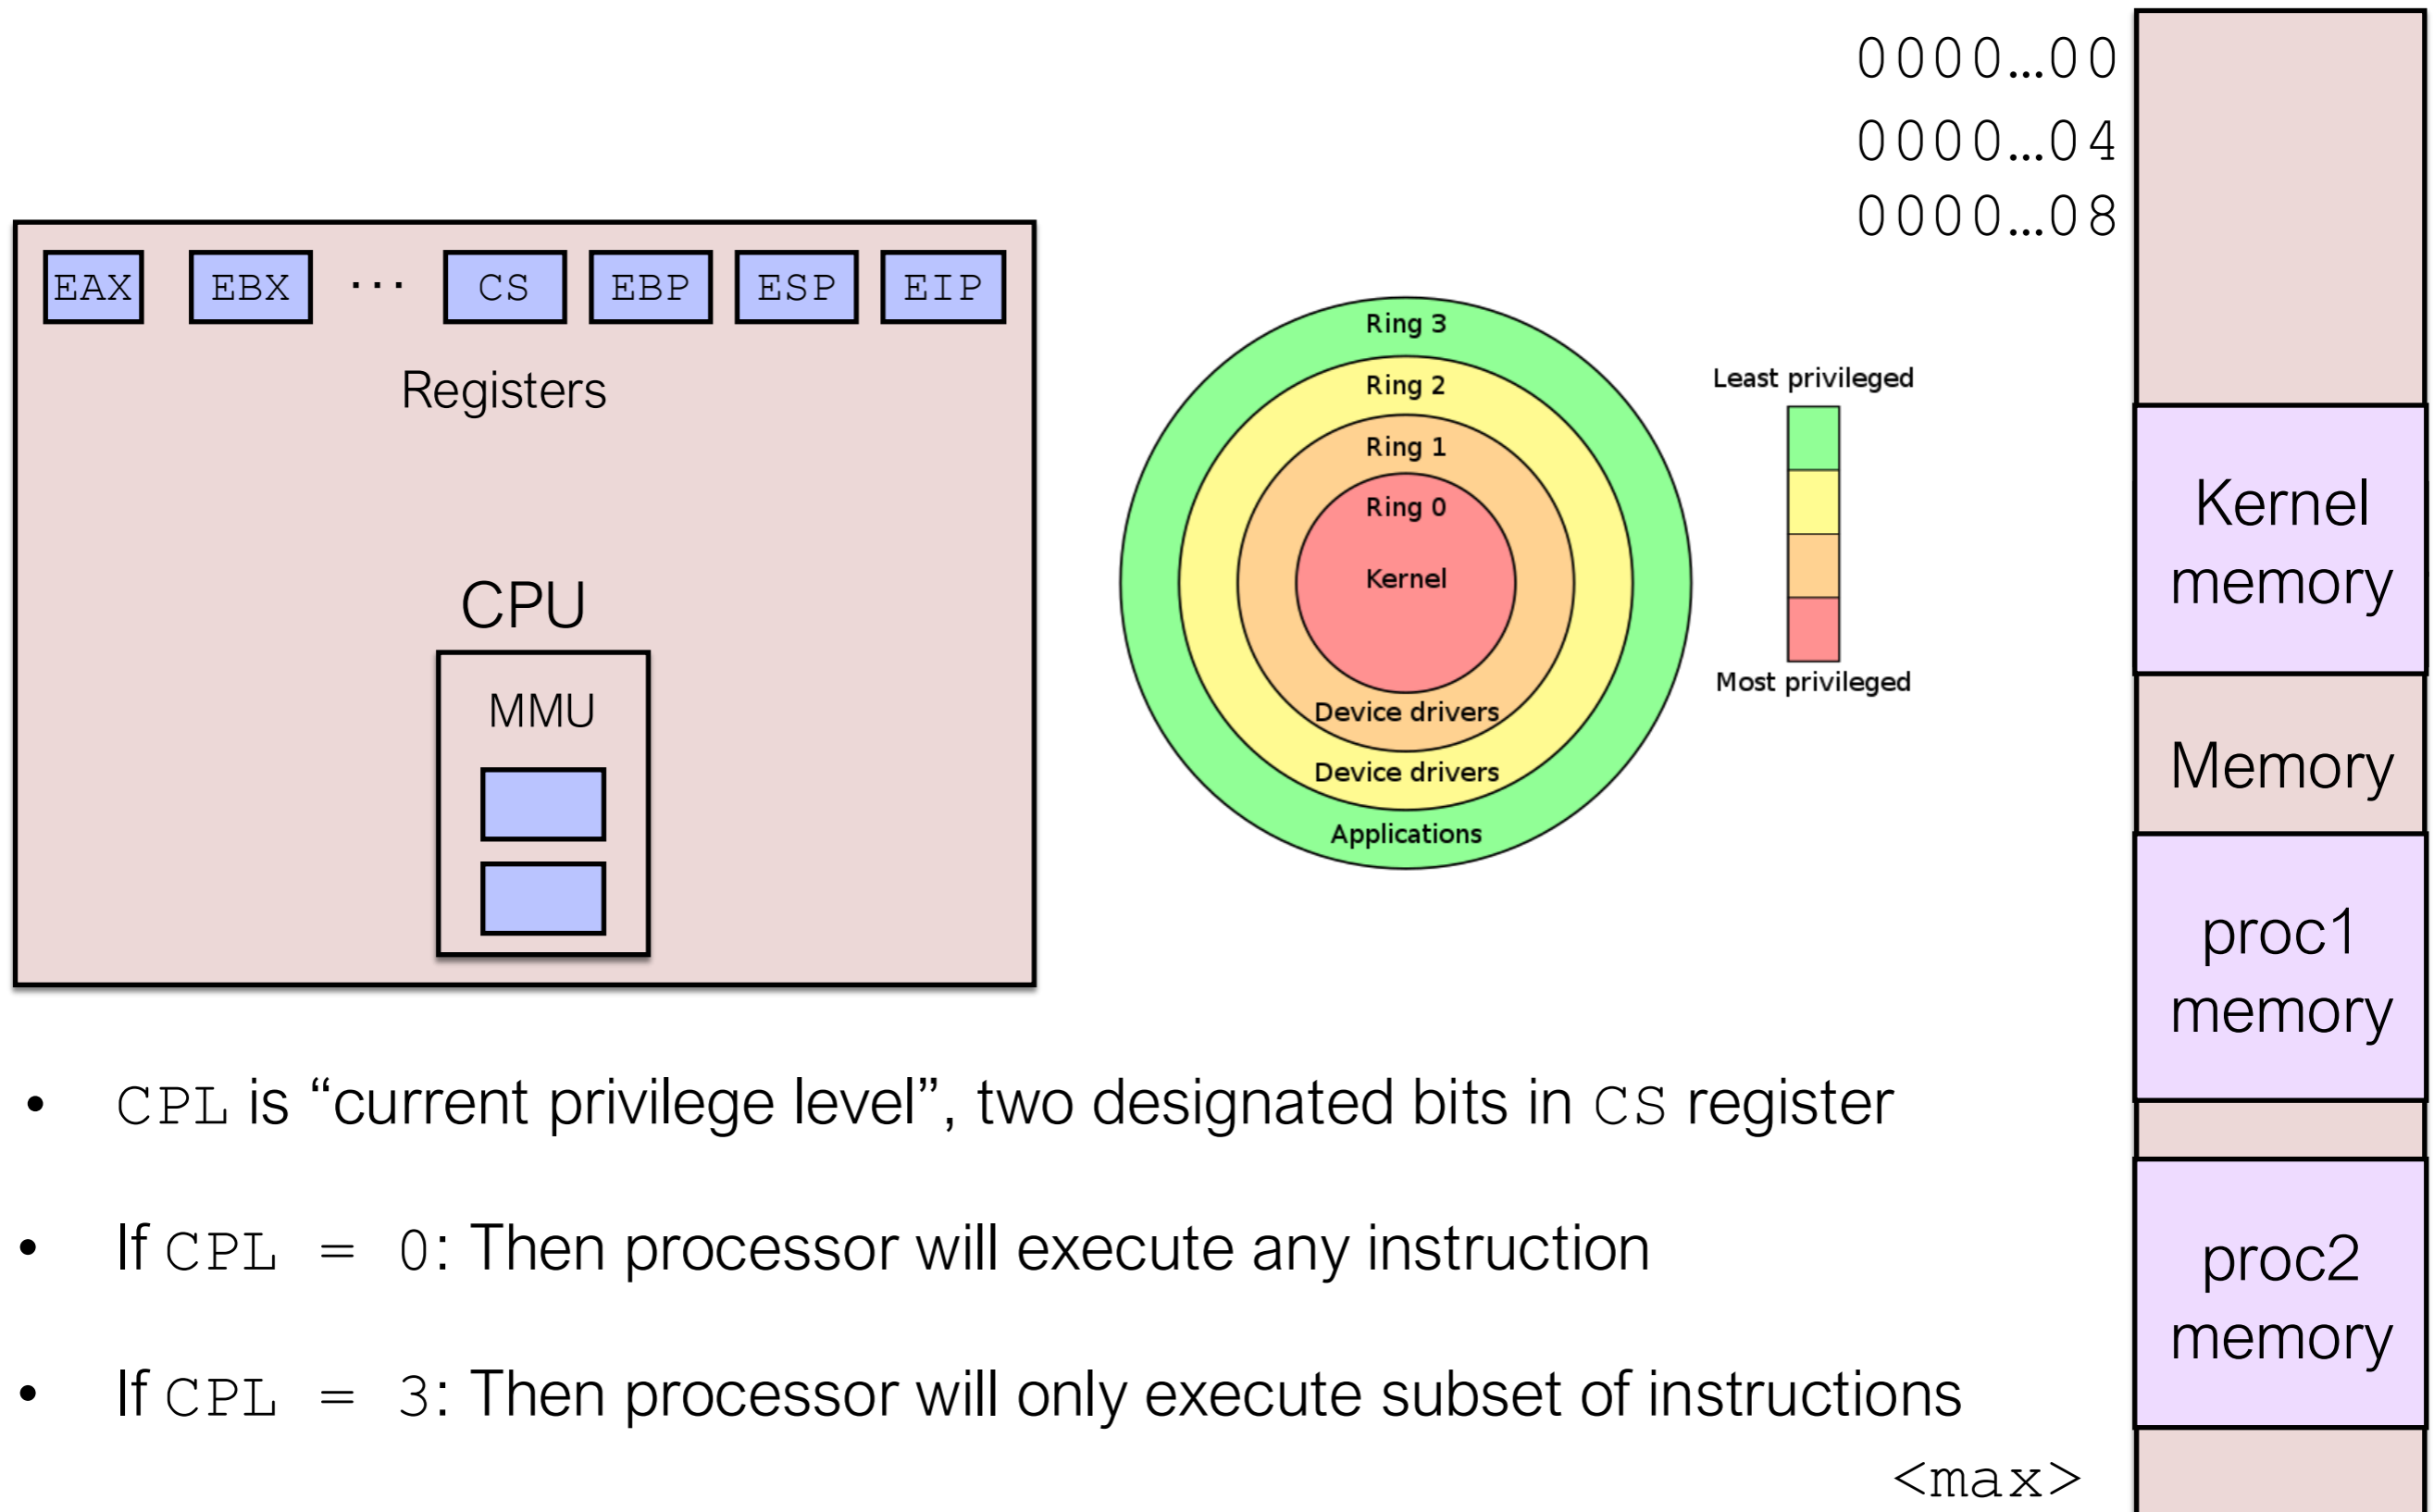 0000…00
0000…04
0000…08
EAX EBX … CS EBP ESP EIP
Registers
CPU
MMU
Ring 3
Ring 2
Ring 1
Ring 0
Kernel
Device drivers
Device drivers
Applications
Least privileged
Most privileged
Kernel
memory
Memory
proc1
memory
proc2
memory
• CPL is “current privilege level”, two designated bits in CS register
• If CPL = 0: Then processor will execute any instruction
• If CPL = 3: Then processor will only execute subset of instructions
<max>